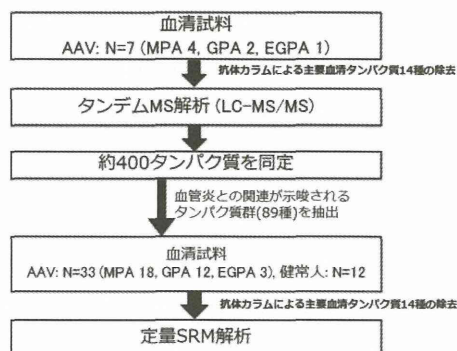 血清試料
AAV: N=7 (MPA 4, GPA 2, EGPA 1)
抗体カラムによる主要血清タンパク質14種の除去
タンデムMS解析 (LC-MS/MS)
約400タンパク質を同定
血管炎との関連が示唆される
タンパク質群(89種)を抽出
血清試料
AAV: N=33 (MPA 18, GPA 12, EGPA 3), 健常人: N=12
抗体カラムによる主要血清タンパク質14種の除去
定量SRM解析